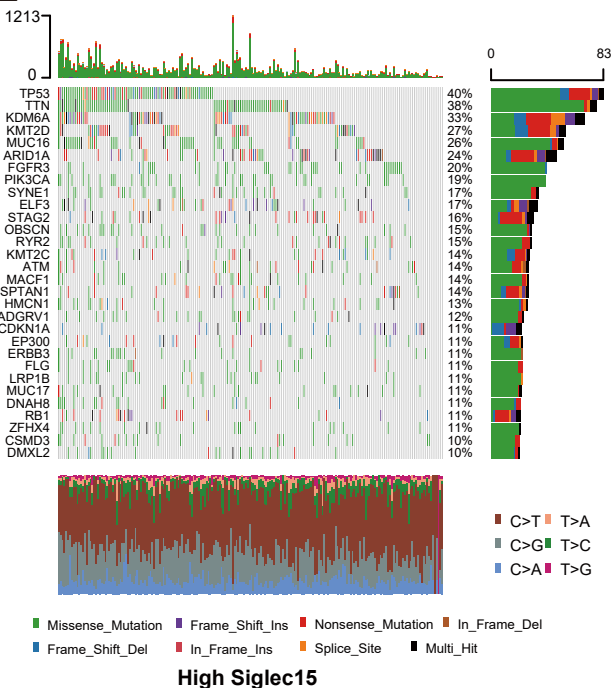 1213
0
0 83
TP53 40%
TTN 38%
KDM6A 33%
KMT2D 27%
MUC16 26%
ARID1A 24%
FGFR3 20%
PIK3CA 19%
SYNE1 17%
ELF3 17%
STAG2 16%
OBSCN 15%
RYR2 15%
KMT2C 14%
ATM 14%
MACF1 14%
SPTAN1 14%
HMCN1 13%
ADGRV1 12%
CDKN1A 11%
EP300 11%
ERBB3 11%
FLG 11%
LRP1B 11%
MUC17 11%
DNAH8 11%
RB1 11%
ZFHX4 11%
CSMD3 10%
DMXL2 10%
C>T T>A
C>G T>C
C>A T>G
Missense_Mutation Frame_Shift_Ins Nonsense_Mutation In_Frame_Del
Frame_Shift_Del In_Frame_Ins Splice_Site Multi_Hit
High Siglec15